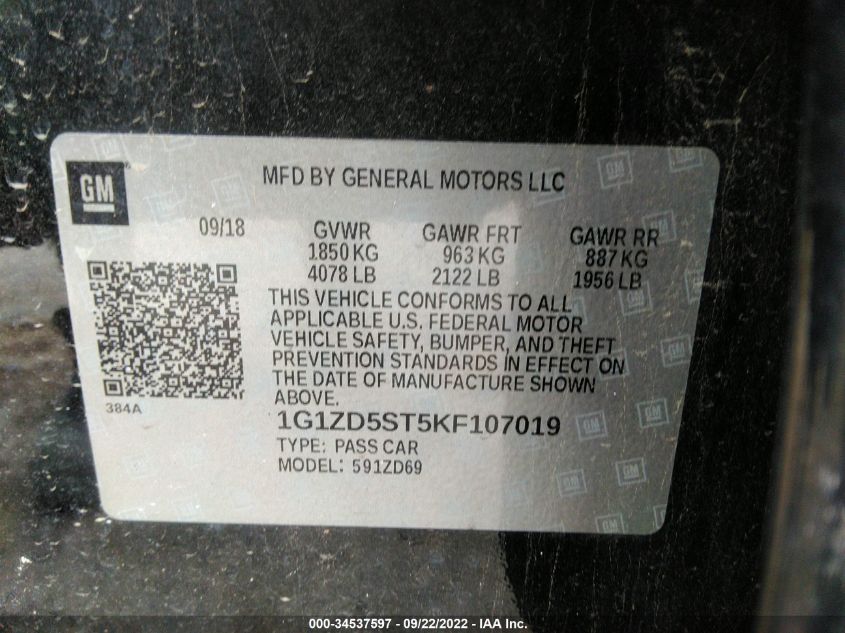 GM
MFD BY GENERAL MOTORS LLC
09/18 GVWR GAWR FRT GAWR RR
1850 KG 963 KG 887 KG
4078 LB 2122 LB 1956 LB
THIS VEHICLE CONFORMS TO ALL
APPLICABLE U.S. FEDERAL MOTOR
VEHICLE SAFETY, BUMPER, AND THEFT
PREVENTION STANDARDS IN EFFECT ON
THE DATE OF MANUFACTURE SHOWN
ABOVE.
384A
1G1ZD5ST5KF107019
TYPE: PASS CAR
MODEL: 591ZD69
000-34537597 - 09/22/2022 - IAA Inc.